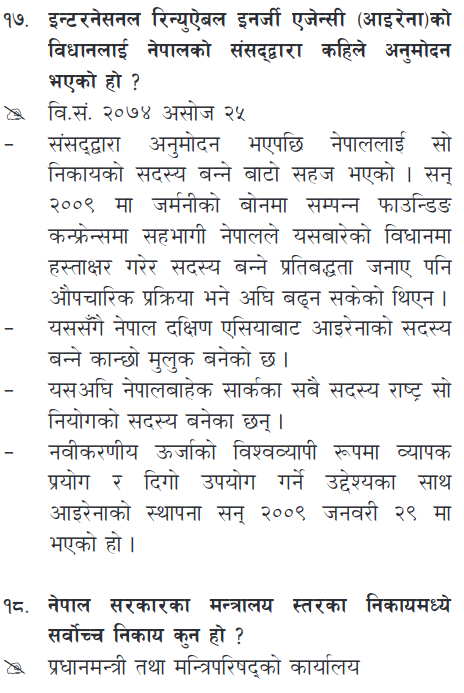 १७. इन्टरनेसनल रिन्युऐबल इनर्जी एजेन्सी (आइरेना)को
विधानलाई नेपालको संसद्द्वारा कहिले अनुमोदन
भएको हो ?
वि.सं. २०७४ असोज २५
– संसद्द्वारा अनुमोदन भएपछि नेपाललाई सो
निकायको सदस्य बन्ने बाटो सहज भएको । सन्
२००९ मा जर्मनीको बोनमा सम्पन्न फाउन्डिङ
कन्फ्रेन्समा सहभागी नेपालले यसबारेको विधानमा
हस्ताक्षर गरेर सदस्य बन्ने प्रतिबद्धता जनाए पनि
औपचारिक प्रक्रिया भने अघि बढ्न सकेको थिएन ।
– यससँगै नेपाल दक्षिण एसियाबाट आइरेनाको सदस्य
बन्ने कान्छो मुलुक बनेको छ ।
– यसअघि नेपालबाहेक सार्कका सबै सदस्य राष्ट्र सो
नियोगको सदस्य बनेका छन् ।
– नवीकरणीय ऊर्जाको विश्वव्यापी रूपमा व्यापक
प्रयोग र दिगो उपयोग गर्ने उद्देश्यका साथ
आइरेनाको स्थापना सन् २००९ जनवरी २९ मा
भएको हो ।
१८. नेपाल सरकारका मन्त्रालय स्तरका निकायमध्ये
सर्वोच्च निकाय कुन हो ?
प्रधानमन्त्री तथा मन्त्रिपरिषद्को कार्यालय